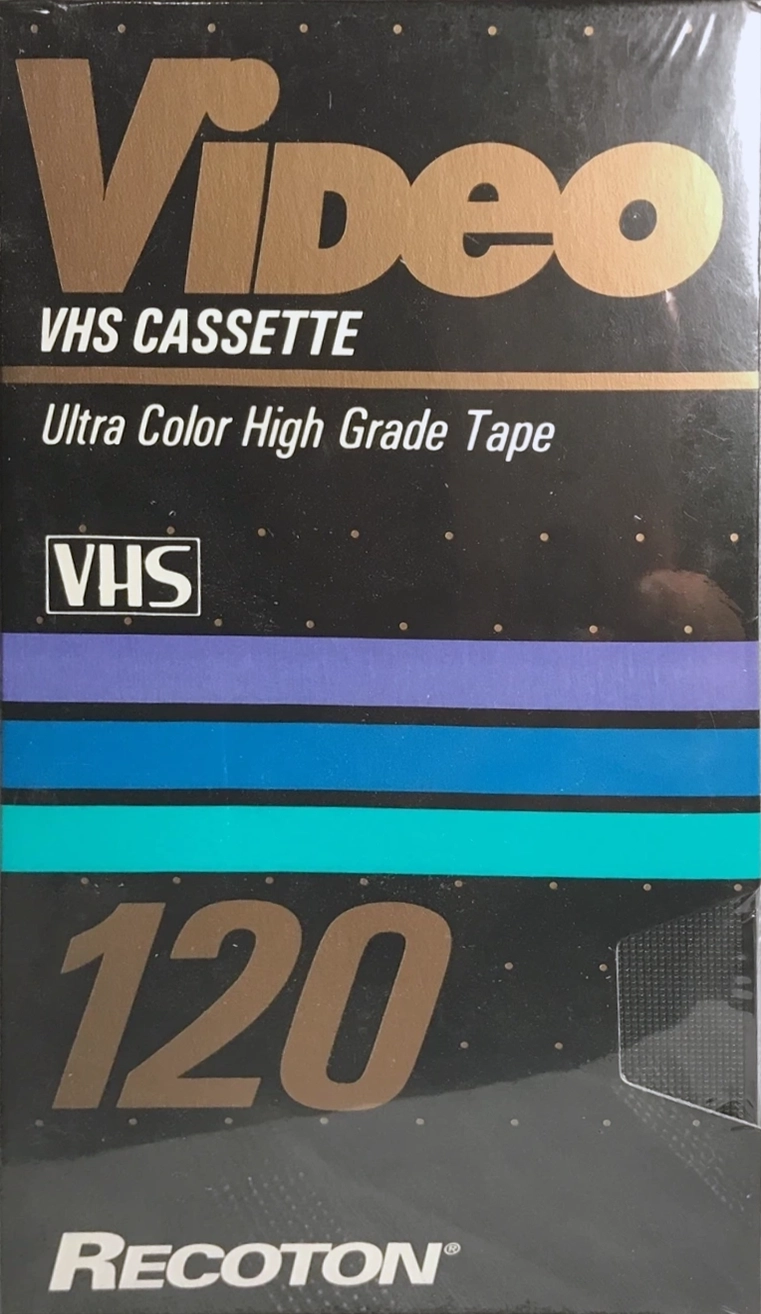 Video
VHS CASSETTE
Ultra Color High Grade Tape
VHS
120
RECOTON®